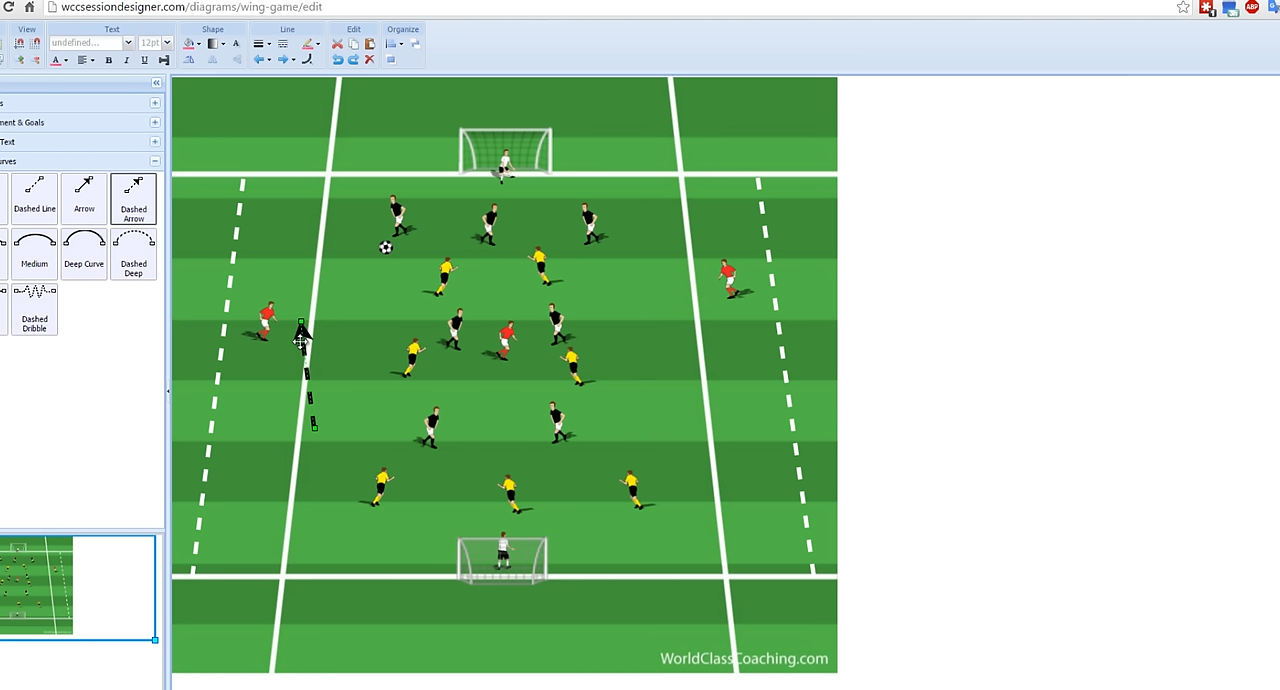 wccsessiondesigner.com/diagrams/wing-game/edit
View
Text
Shape
Line
Edit
Organize
undefined...
12pt
A
A
B
I
U
s
ment & Goals
Text
urves
Dashed Line
Arrow
Dashed
Arrow
Medium
Deep Curve
Dashed
Deep
Dashed
Dribble
WorldClassCoaching.com
ABP